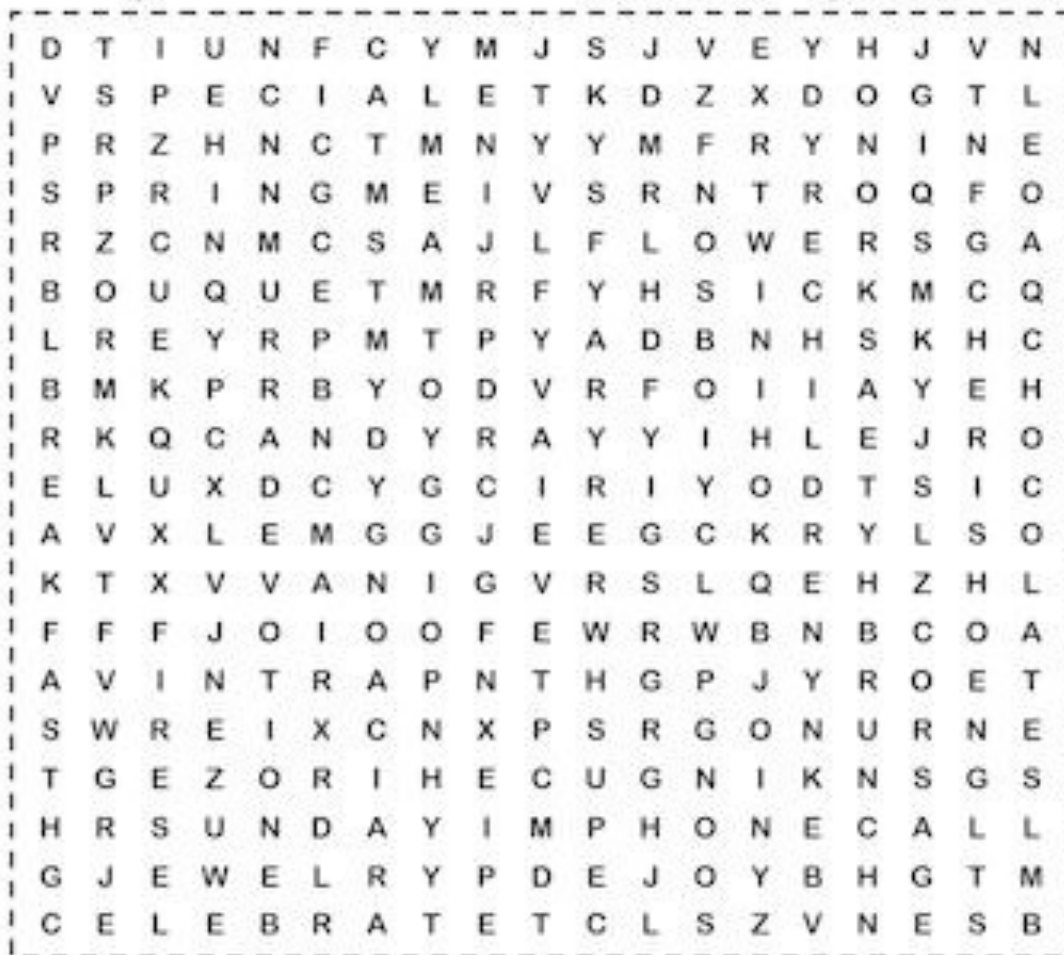 D T I U N F C Y M J S J V E Y H J V N
V S P E C I A L E T K D Z X D O G T L
P R Z H N C T M N Y Y M F R Y N I N E
S P R I N G M E I V S R N T R O Q F O
R Z C N M C S A J L F L O W E R S G A
B O U Q U E T M R F Y H S I C K M C Q
L R E Y R P M T P Y A D B N H S K H C
B M K P R B Y O D V R F O I I A Y E H
R K Q C A N D Y R A Y Y I H L E J R O
E L U X D C Y G C I R I Y O D T S I C
A V X L E M G G J E E G C K R Y L S O
K T X V V A N I G V R S L Q E H Z H L
F F F J O I O O F E W R W B N B C O A
A V I N T R A P N T H G P J Y R O E T
S W R E I X C N X P S R G O N U R N E
T G E Z O R I H E C U G N I K N S G S
H R S U N D A Y I M P H O N E C A L L
G J E W E L R Y P D E J O Y B H G T M
C E L E B R A T E T C L S Z V N E S B